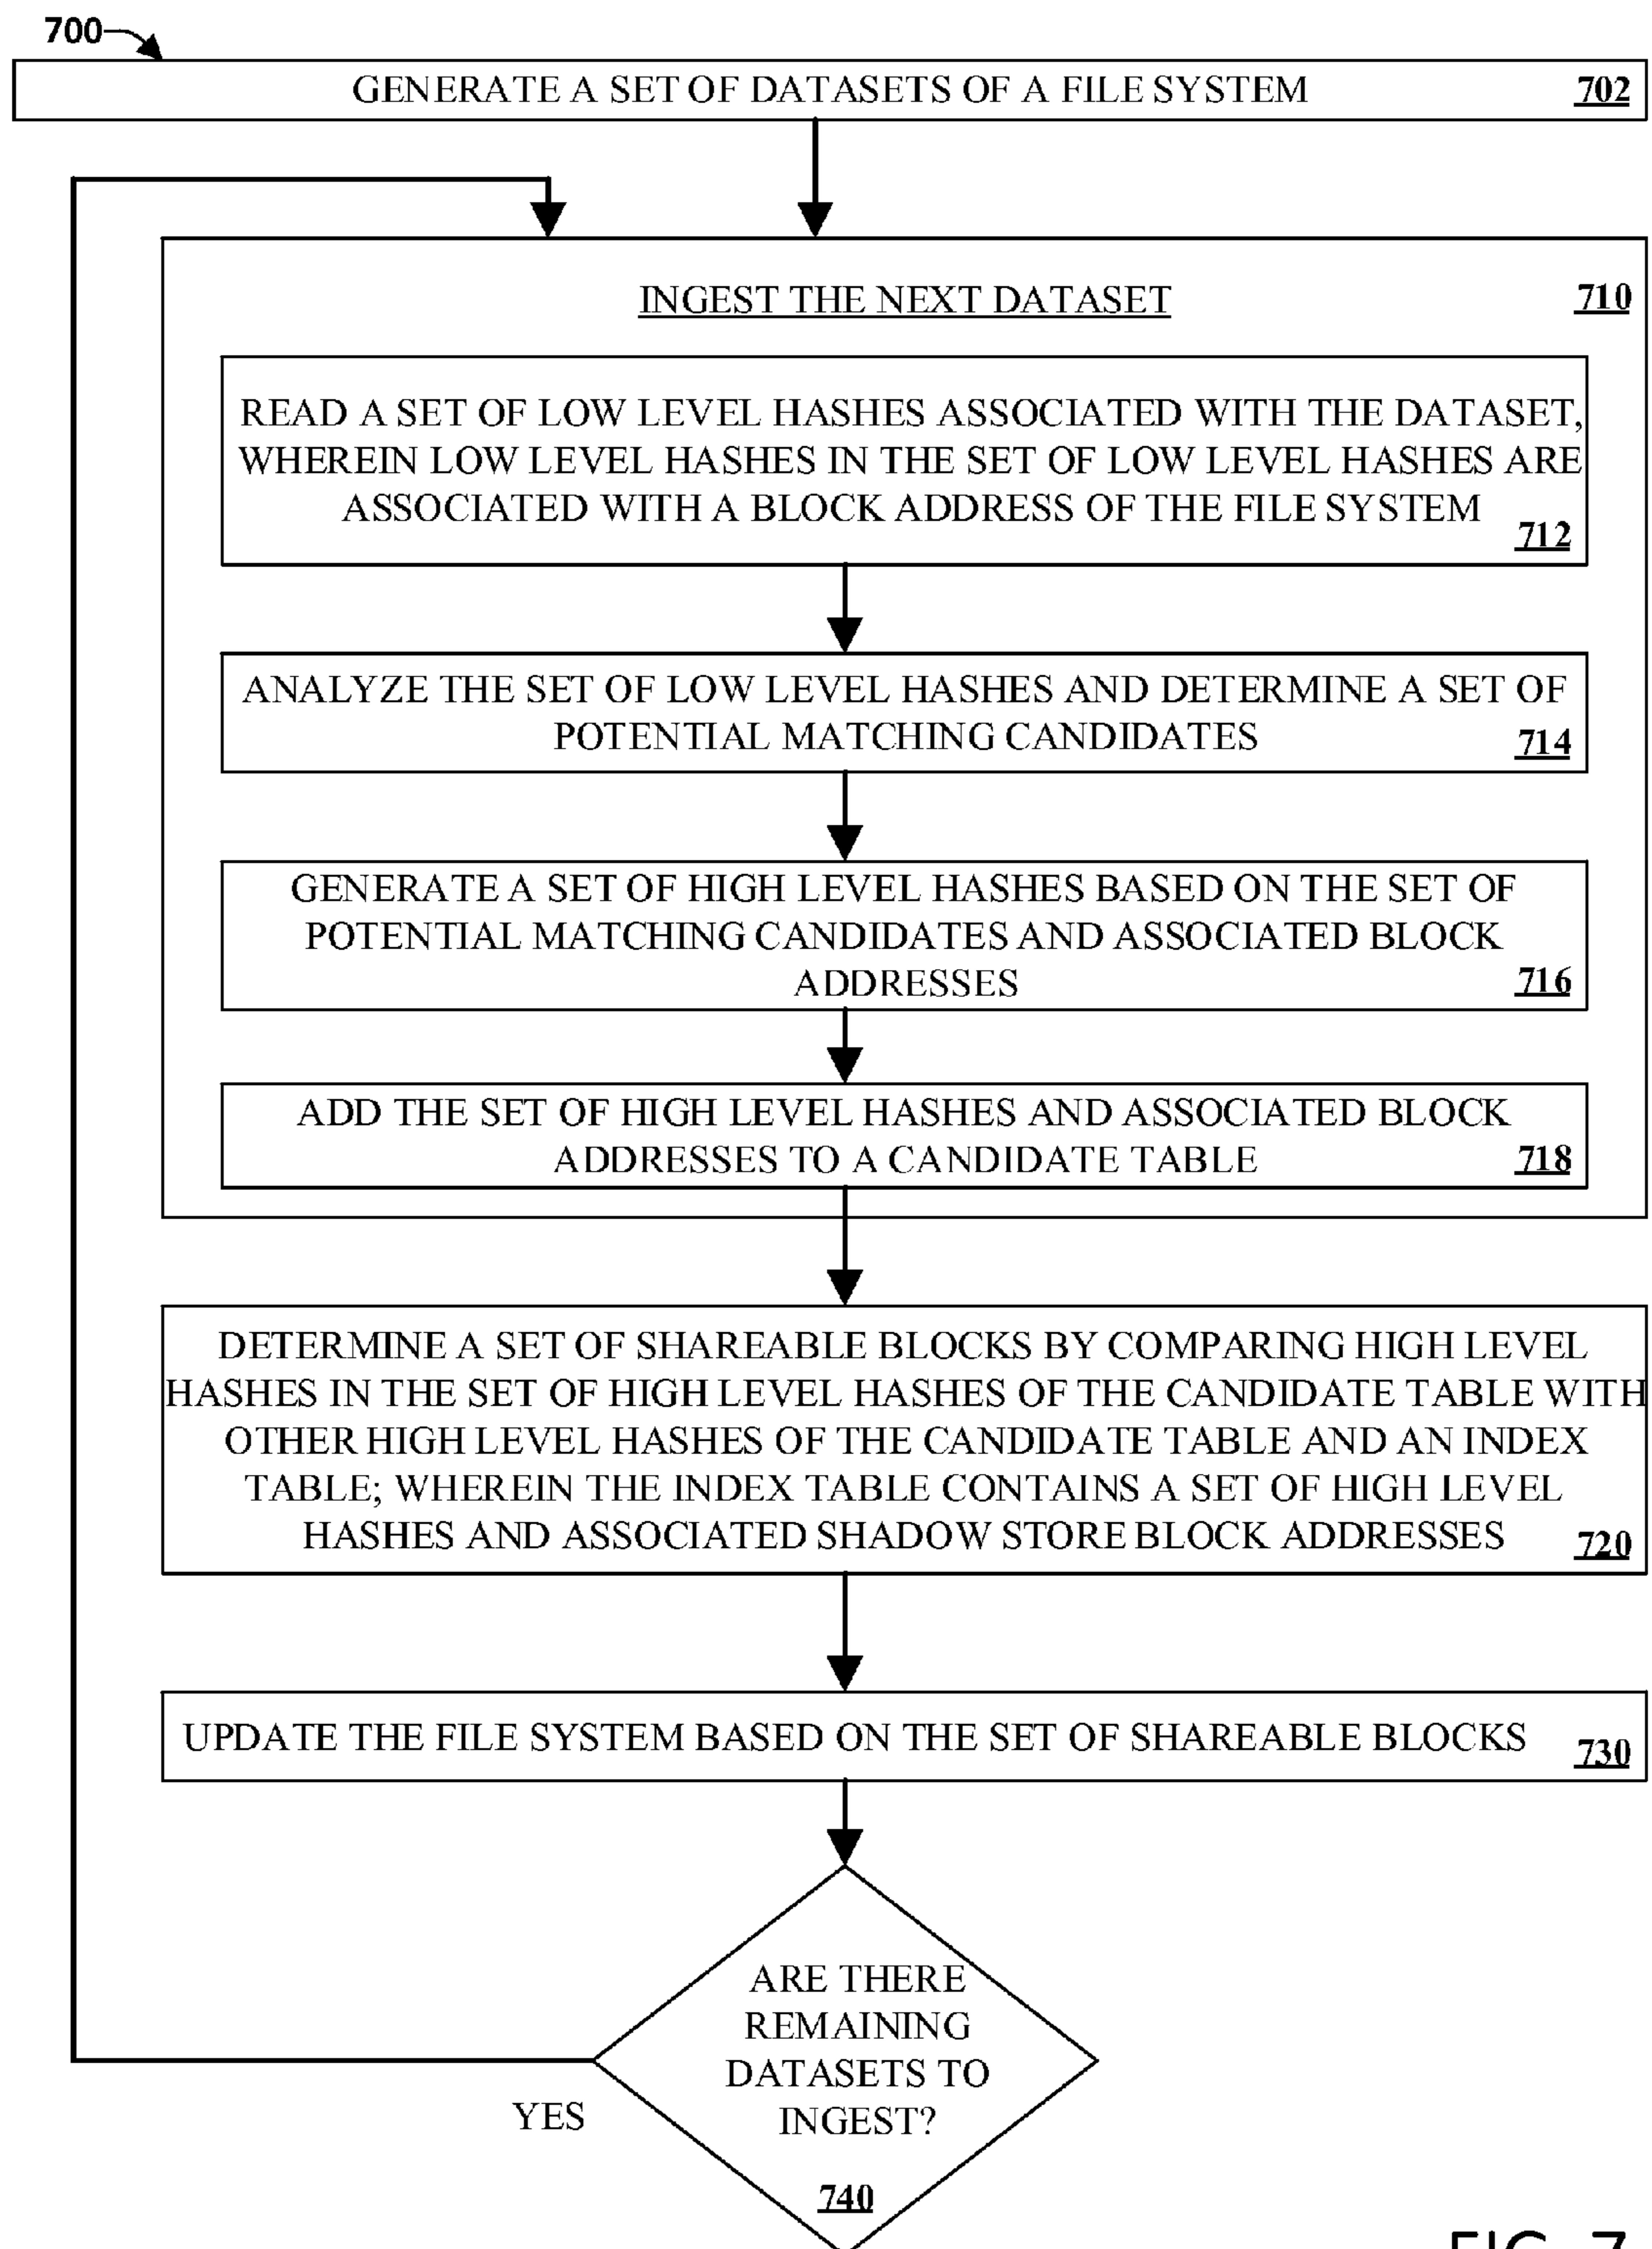 700
GENERATE A SET OF DATASETS OF A FILE SYSTEM 702
INGEST THE NEXT DATASET 710
READ A SET OF LOW LEVEL HASHES ASSOCIATED WITH THE DATASET,
WHEREIN LOW LEVEL HASHES IN THE SET OF LOW LEVEL HASHES ARE
ASSOCIATED WITH A BLOCK ADDRESS OF THE FILE SYSTEM
712
ANALYZE THE SET OF LOW LEVEL HASHES AND DETERMINE A SET OF
POTENTIAL MATCHING CANDIDATES 714
GENERATE A SET OF HIGH LEVEL HASHES BASED ON THE SET OF
POTENTIAL MATCHING CANDIDATES AND ASSOCIATED BLOCK
ADDRESSES 716
ADD THE SET OF HIGH LEVEL HASHES AND ASSOCIATED BLOCK
ADDRESSES TO A CANDIDATE TABLE 718
DETERMINE A SET OF SHAREABLE BLOCKS BY COMPARING HIGH LEVEL
HASHES IN THE SET OF HIGH LEVEL HASHES OF THE CANDIDATE TABLE WITH
OTHER HIGH LEVEL HASHES OF THE CANDIDATE TABLE AND AN INDEX
TABLE; WHEREIN THE INDEX TABLE CONTAINS A SET OF HIGH LEVEL
HASHES AND ASSOCIATED SHADOW STORE BLOCK ADDRESSES 720
UPDATE THE FILE SYSTEM BASED ON THE SET OF SHAREABLE BLOCKS 730
ARE THERE
REMAINING
DATASETS TO
INGEST?
YES
740
FIG. 7